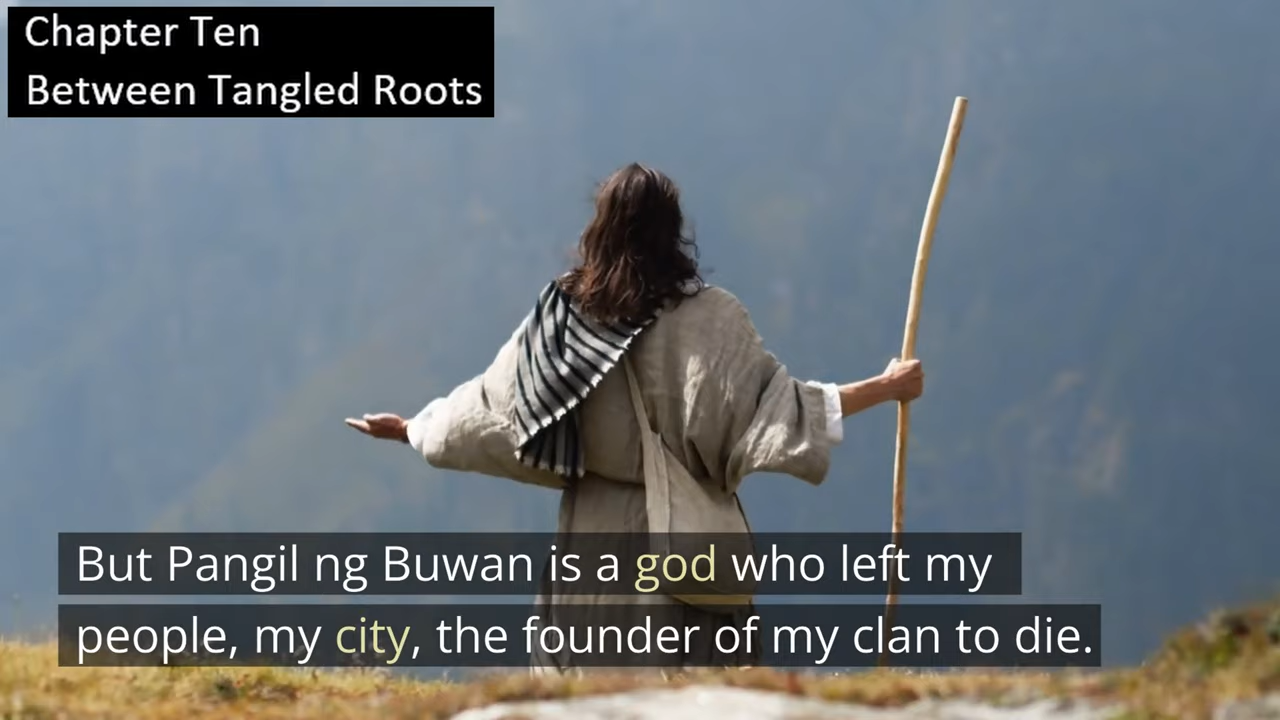 Chapter Ten
Between Tangled Roots
But Pangil ng Buwan is a god who left my
people, my city, the founder of my clan to die.